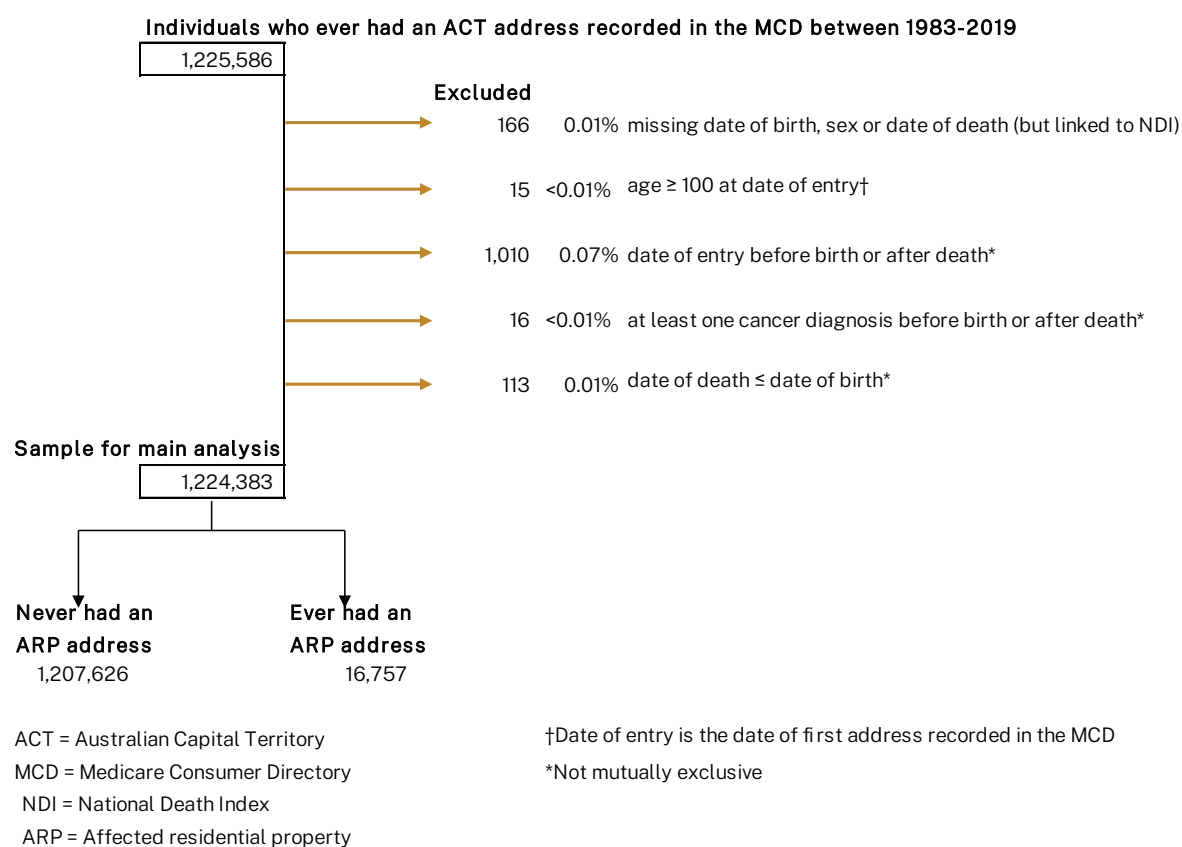 Individuals who ever had an ACT address recorded in the MCD between 1983-2019
1,225,586
Excluded
166 0.01% missing date of birth, sex or date of death (but linked to NDI)
15 <0.01% age ≥ 100 at date of entry†
1,010 0.07% date of entry before birth or after death*
16 <0.01% at least one cancer diagnosis before birth or after death*
113 0.01% date of death ≤ date of birth*
Sample for main analysis
1,224,383
Never had an
ARP address
1,207,626
Ever had an
ARP address
16,757
ACT = Australian Capital Territory
MCD = Medicare Consumer Directory
NDI = National Death Index
ARP = Affected residential property
†Date of entry is the date of first address recorded in the MCD
*Not mutually exclusive